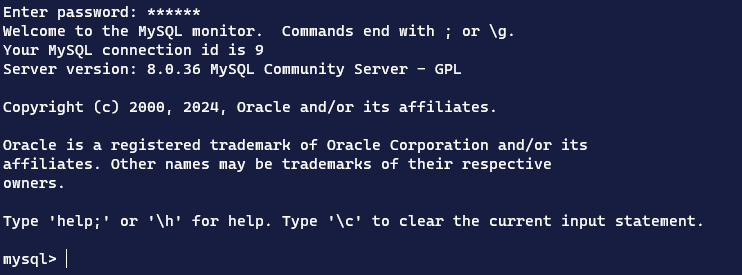 Enter password: ******
Welcome to the MySQL monitor.  Commands end with ; or \g.
Your MySQL connection id is 9
Server version: 8.0.36 MySQL Community Server - GPL
Copyright (c) 2000, 2024, Oracle and/or its affiliates.
Oracle is a registered trademark of Oracle Corporation and/or its
affiliates. Other names may be trademarks of their respective
owners.
Type 'help;' or '\h' for help. Type '\c' to clear the current input statement.
mysql>